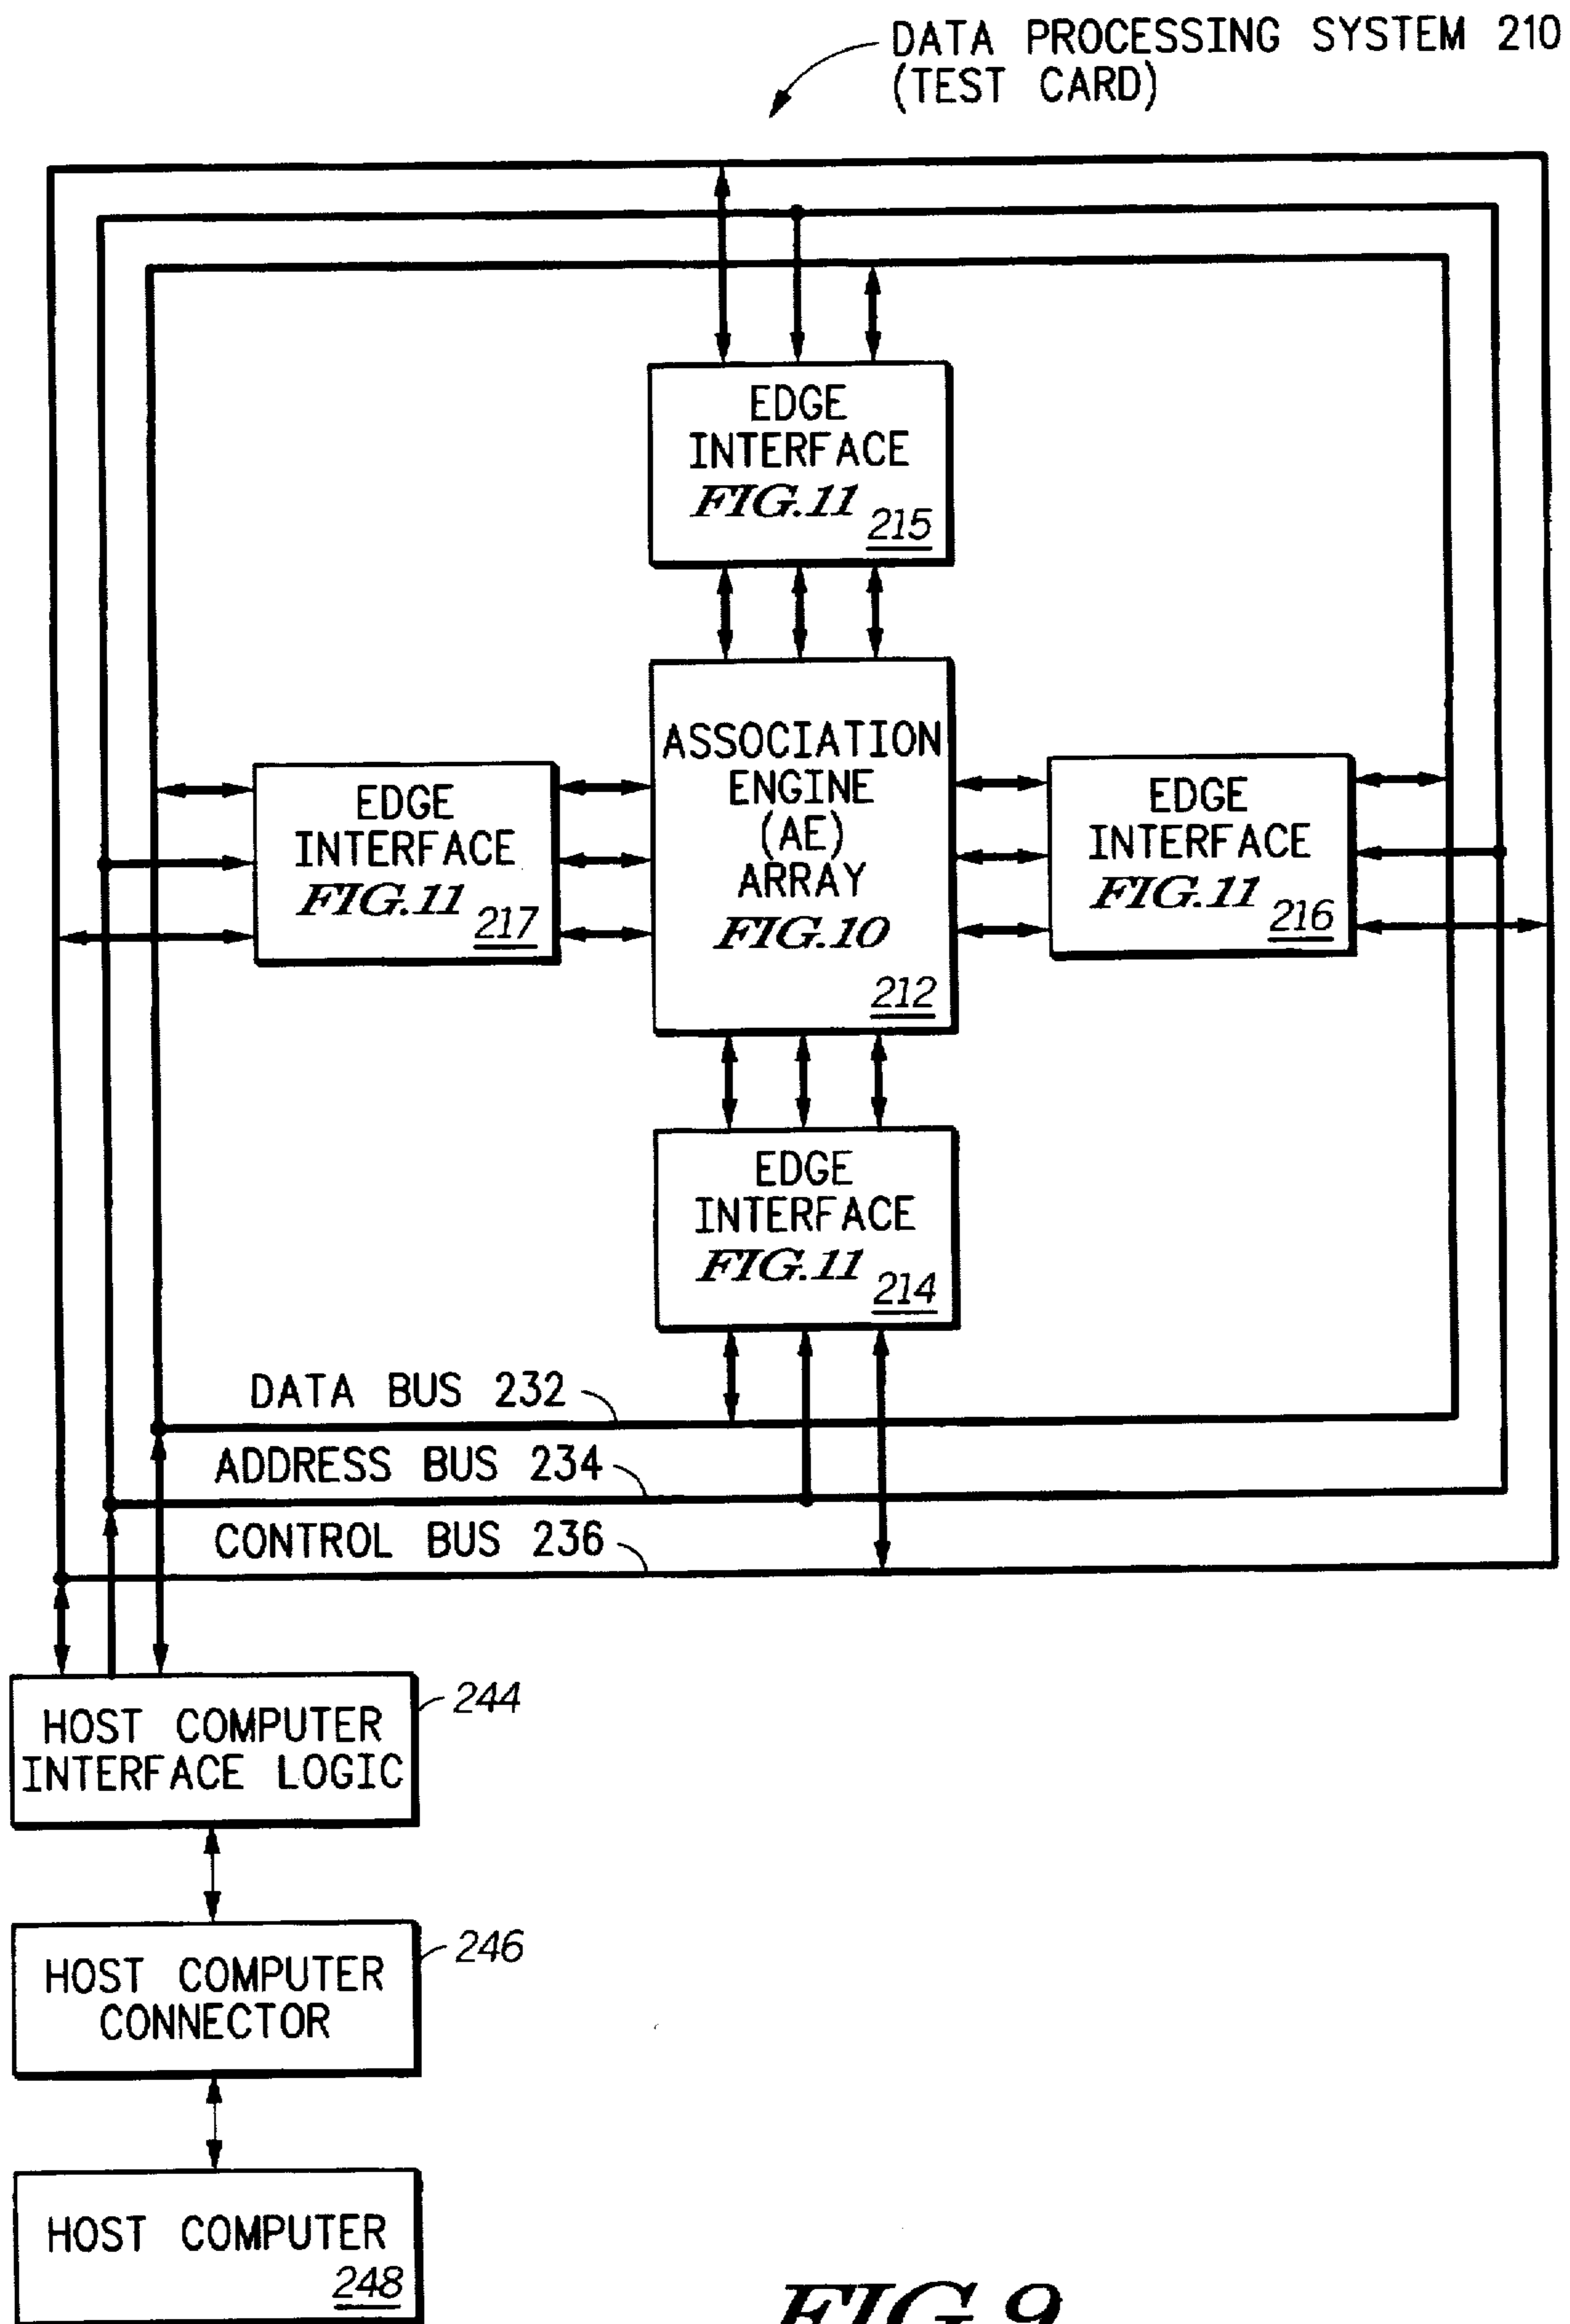 DATA PROCESSING SYSTEM 210
(TEST CARD)
EDGE
INTERFACE
FIG.11
215
ASSOCIATION
ENGINE
(AE)
ARRAY
FIG.10
212
EDGE
INTERFACE
FIG.11
217
EDGE
INTERFACE
FIG.11
216
EDGE
INTERFACE
FIG.11
214
DATA BUS 232
ADDRESS BUS 234
CONTROL BUS 236
HOST COMPUTER
INTERFACE LOGIC
244
HOST COMPUTER
CONNECTOR
246
HOST COMPUTER
248
FIG.9